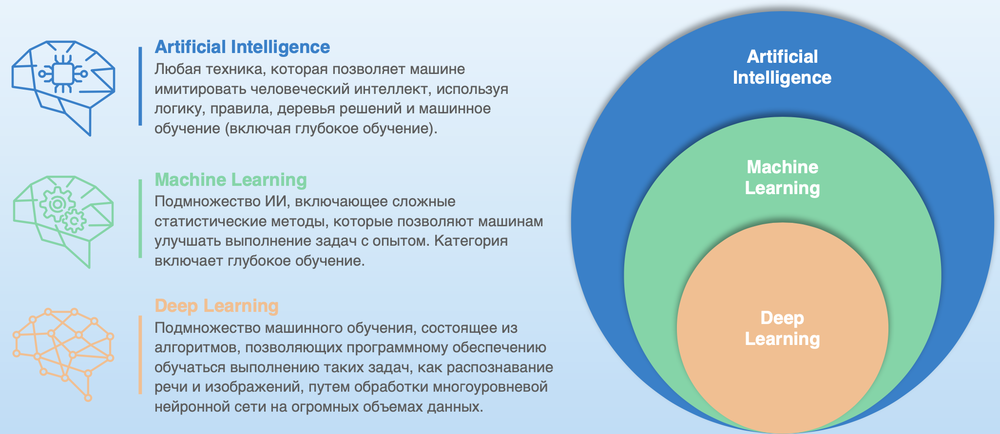 Artificial Intelligence
Любая техника, которая позволяет машине
имитировать человеческий интеллект, используя
логику, правила, деревья решений и машинное
обучение (включая глубокое обучение).
Machine Learning
Подмножество ИИ, включающее сложные
статистические методы, которые позволяют машинам
улучшать выполнение задач с опытом. Категория
включает глубокое обучение.
Deep Learning
Подмножество машинного обучения, состоящее из
алгоритмов, позволяющих программному обеспечению
обучаться выполнению таких задач, как распознавание
речи и изображений, путем обработки многоуровневой
нейронной сети на огромных объемах данных.
Artificial
Intelligence
Machine
Learning
Deep
Learning